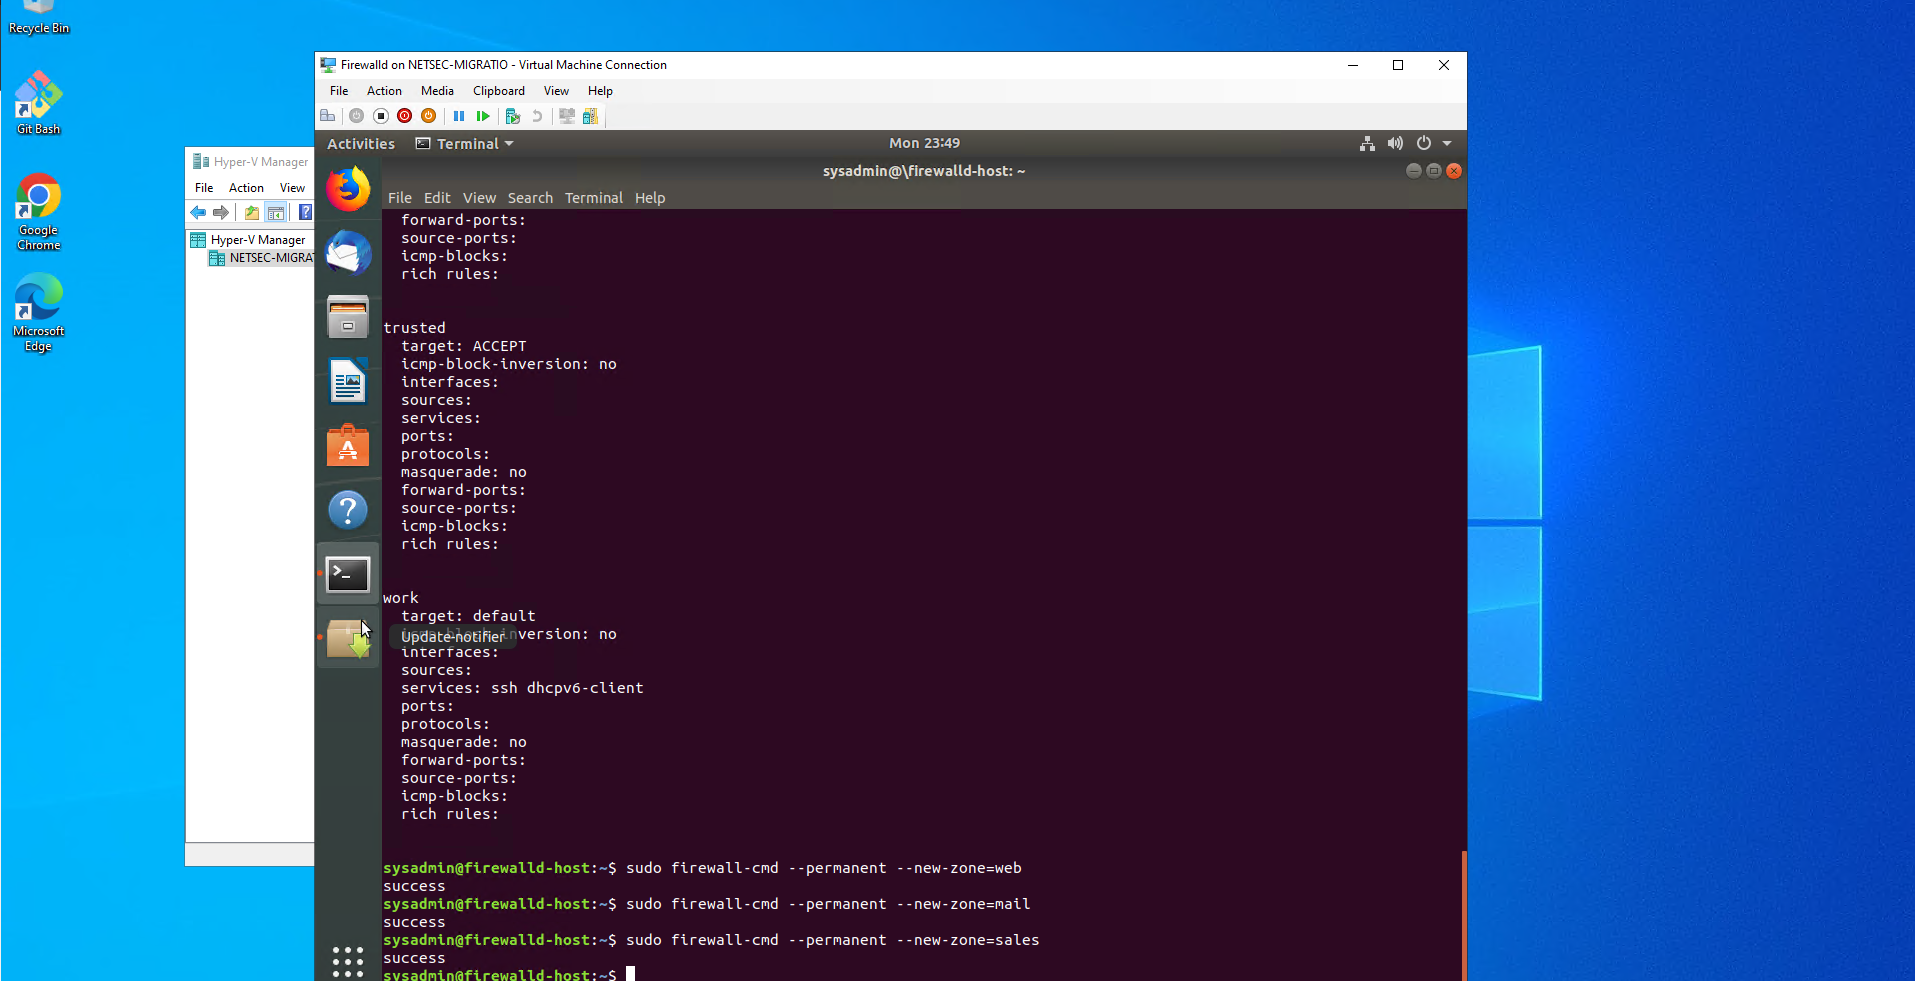 Recycle Bin
Git Bash
Google
Chrome
Microsoft
Edge
Hyper-V Manager
File Action View
Hyper-V Manager
NETSEC-MIGRAT
Firewalld on NETSEC-MIGRATIO - Virtual Machine Connection
File Action Media Clipboard View Help
Activities Terminal Mon 23:49
sysadmin@\firewalld-host: ~
File Edit View Search Terminal Help
forward-ports:
source-ports:
icmp-blocks:
rich rules:
trusted
target: ACCEPT
icmp-block-inversion: no
interfaces:
sources:
services:
ports:
protocols:
masquerade: no
forward-ports:
source-ports:
icmp-blocks:
rich rules:
work
target: default
icmp-block-inversion: no
Update-notifier
interfaces:
sources:
services: ssh dhcpv6-client
ports:
protocols:
masquerade: no
forward-ports:
source-ports:
icmp-blocks:
rich rules:
sysadmin@firewalld-host:~$ sudo firewall-cmd --permanent --new-zone=web
success
sysadmin@firewalld-host:~$ sudo firewall-cmd --permanent --new-zone=mail
success
sysadmin@firewalld-host:~$ sudo firewall-cmd --permanent --new-zone=sales
success
sysadmin@firewalld-host:~$